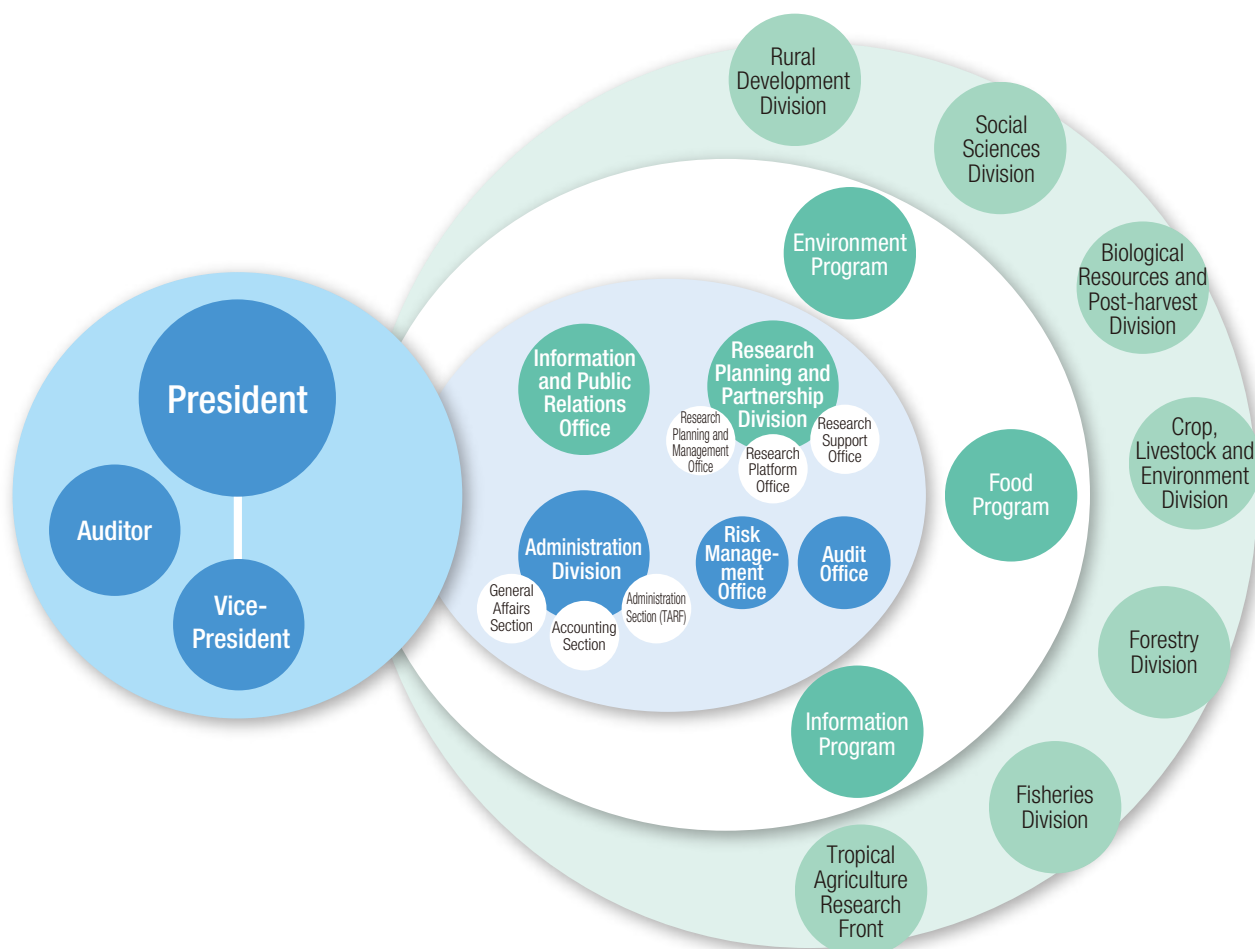 President
Auditor
Vice-
President
Information
and Public
Relations
Office
Research
Planning and
Partnership
Division
Research
Planning and
Management
Office
Research
Platform
Office
Research
Support
Office
Administration
Division
General
Affairs
Section
Accounting
Section
Administration
Section (TARF)
Risk
Manage-
ment
Office
Audit
Office
Environment
Program
Food
Program
Information
Program
Rural
Development
Division
Social
Sciences
Division
Biological
Resources and
Post-harvest
Division
Crop,
Livestock and
Environment
Division
Forestry
Division
Fisheries
Division
Tropical
Agriculture
Research
Front